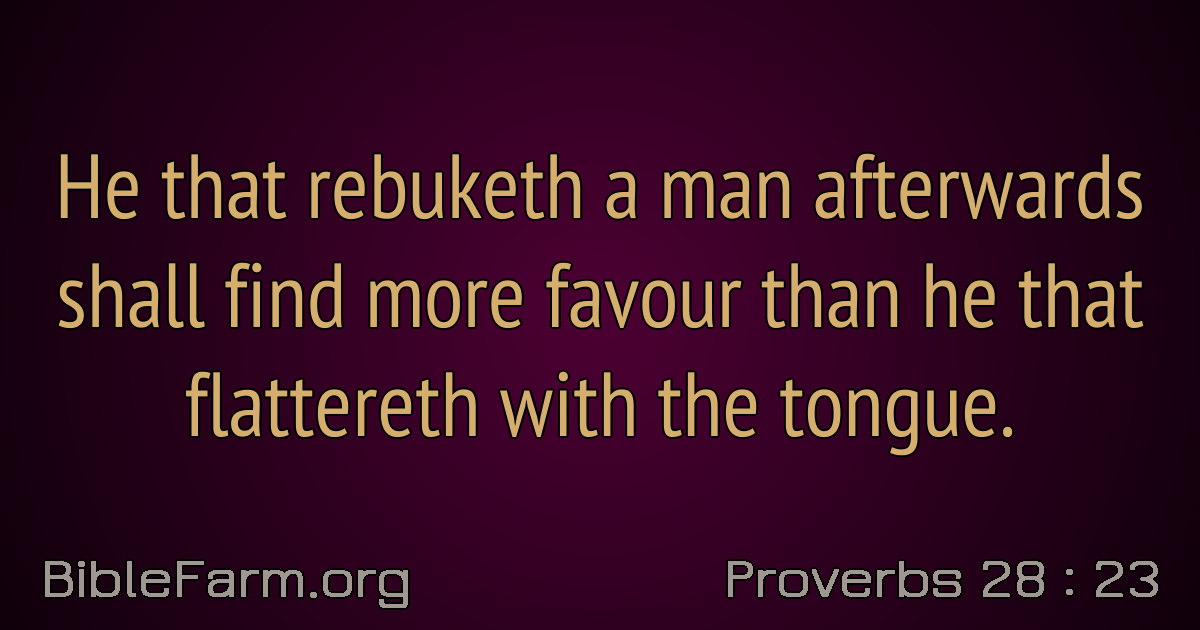 He that rebuketh a man afterwards
shall find more favour than he that
flattereth with the tongue.
BibleFarm.org
Proverbs 28 : 23